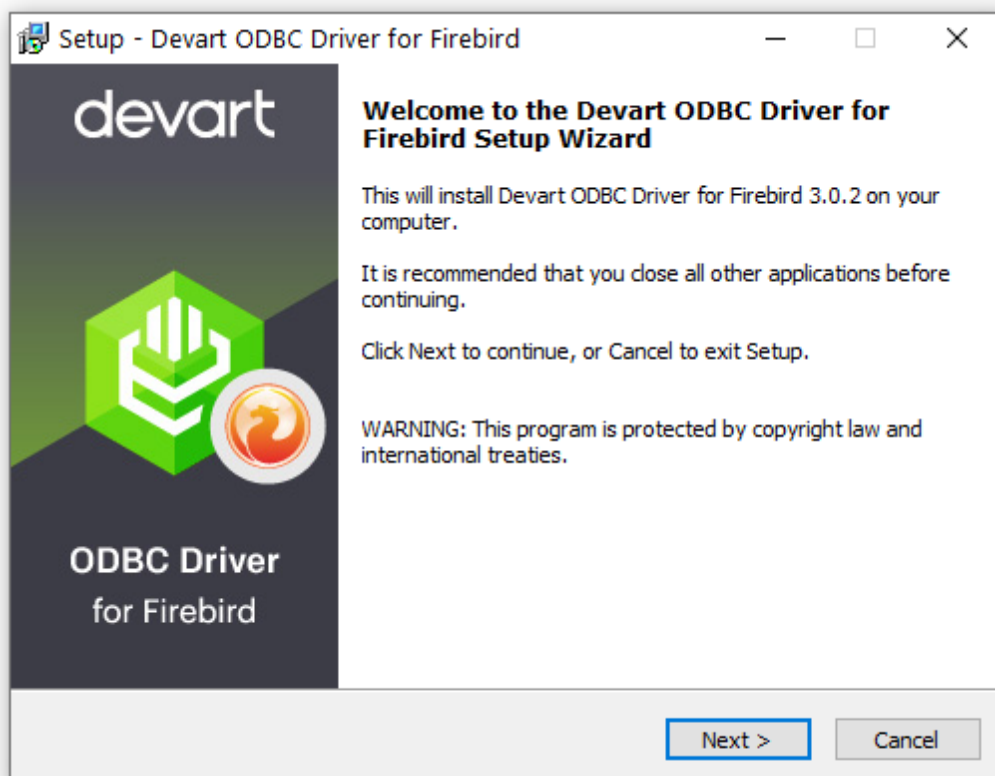 Setup - Devart ODBC Driver for Firebird
devart
Welcome to the Devart ODBC Driver for
Firebird Setup Wizard
This will install Devart ODBC Driver for Firebird 3.0.2 on your
computer.
It is recommended that you close all other applications before
continuing.
Click Next to continue, or Cancel to exit Setup.
WARNING: This program is protected by copyright law and
international treaties.
ODBC Driver
for Firebird
Next >
Cancel